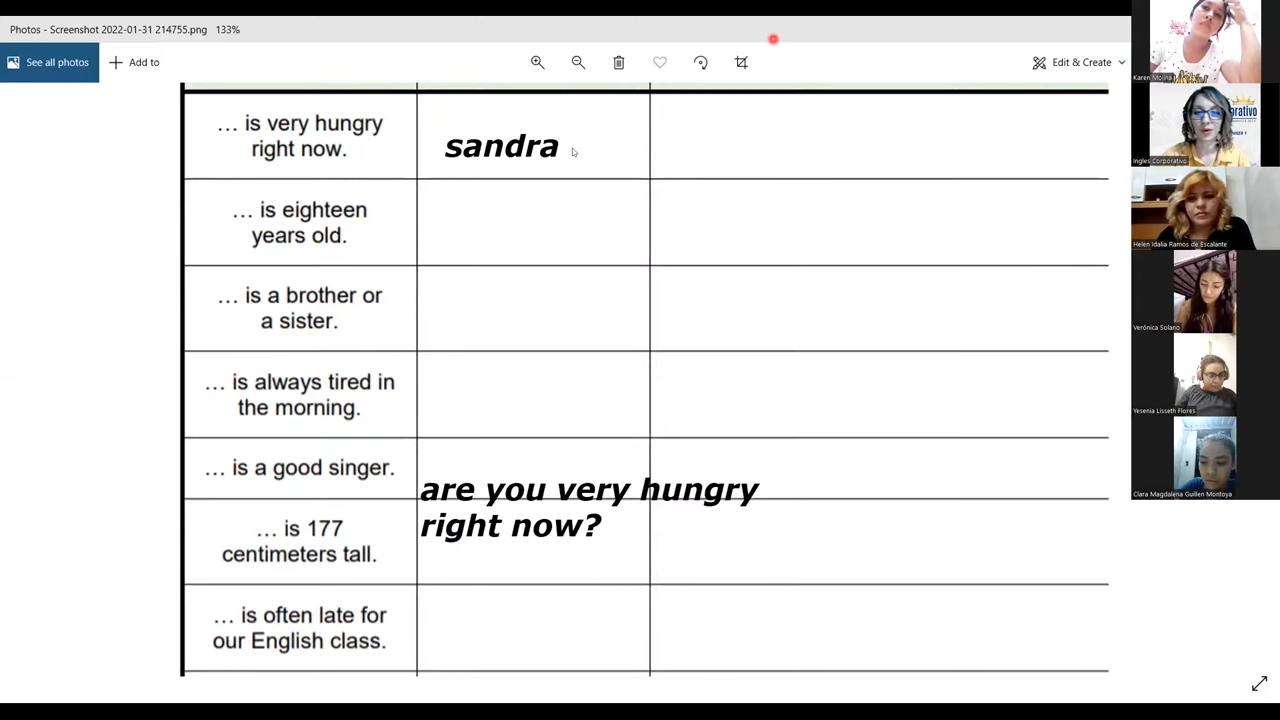 Photos - Screenshot 2022-01-31 214755.png 133%
See all photos
Add to
Edit & Create
… is very hungry
right now.
sandra
… is eighteen
years old.
… is a brother or
a sister.
… is always tired in
the morning.
… is a good singer.
are you very hungry
right now?
… is 177
centimeters tall.
… is often late for
our English class.
Karen Molina
Ingles Corporativo
Helen Idalia Ramos de Escalante
Verónica Solano
Yesenia Lisseth Flores
Clara Magdalena Guillen Montoya